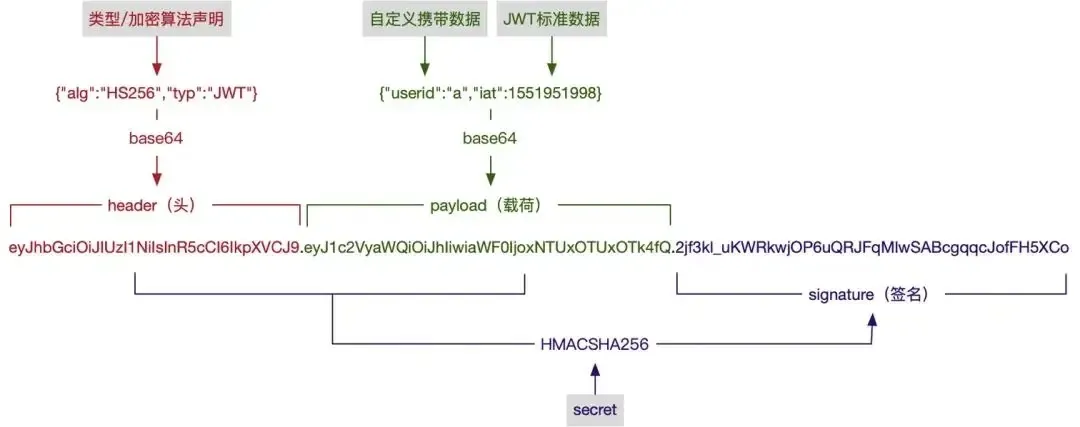 类型/加密算法声明
自定义携带数据
JWT标准数据
{"alg":"HS256","typ":"JWT"}
{"userid":"a","iat":1551951998}
base64
base64
header（头）
payload（载荷）
eyJhbGciOiJIUzI1NiIsInR5cCI6IkpXVCJ9.eyJ1c2VyaWQiOiJhIiwiaWF0IjoxNTUxOTUxOTk4fQ.2jf3kl_uKWRkwjOP6uQRJFqMlwSABcgqqcJofFH5XCo
signature（签名）
HMACSHA256
secret